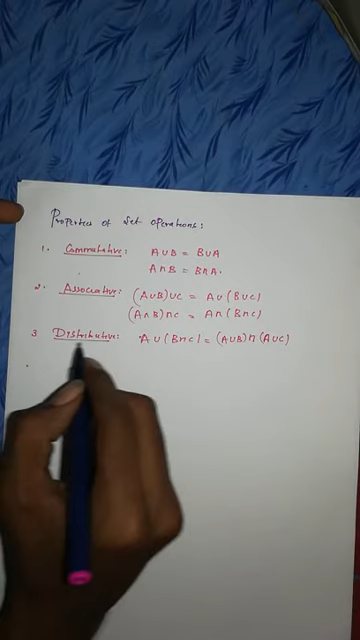 Properties of Set Operations:
1. Commutative: A∪B = B∪A
A∩B = B∩A.
2. Associative: (A∪B)∪C = A∪(B∪C)
(A∩B)∩C = A∩(B∩C)
3 Distributive: A∪(B∩C) = (A∪B)∩(A∪C)